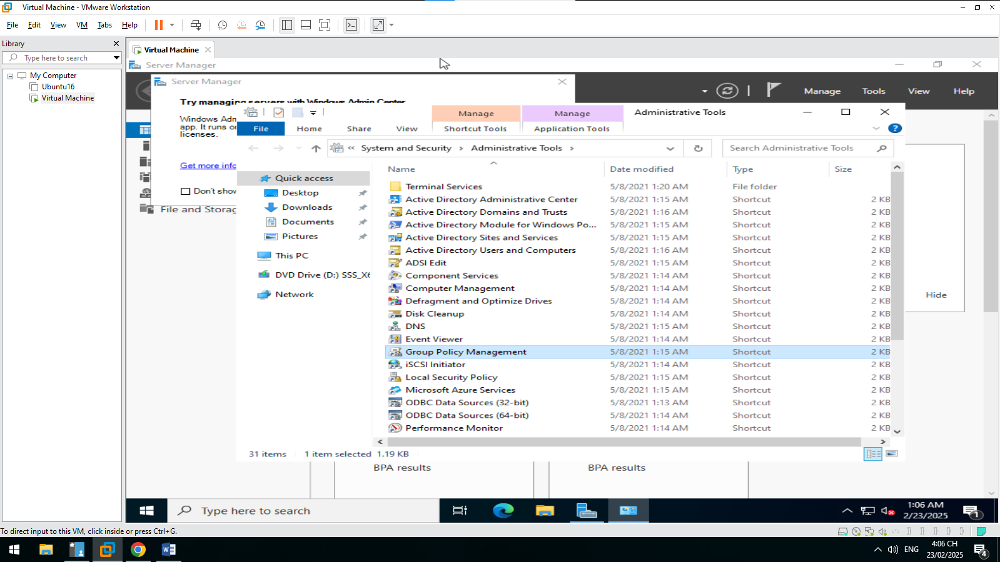 Virtual Machine - VMware Workstation
File Edit View VM Tabs Help
Library
Type here to search
My Computer
Ubuntu16
Virtual Machine
Virtual Machine
Server Manager
Manage Tools View Help
Server Manager
Try managing servers with Windows Admin Center
Windows Adm
app. It runs o
licenses.
Get more info
Don't show
File and Storag
Manage Manage Administrative Tools
File Home Share View Shortcut Tools Application Tools
« System and Security › Administrative Tools ›
Search Administrative Tools
Quick access
Desktop
Downloads
Documents
Pictures
This PC
DVD Drive (D:) SSS_X6
Network
Name Date modified Type Size
Terminal Services 5/8/2021 1:20 AM File folder
Active Directory Administrative Center 5/8/2021 1:15 AM Shortcut 2 KB
Active Directory Domains and Trusts 5/8/2021 1:16 AM Shortcut 2 KB
Active Directory Module for Windows Po... 5/8/2021 1:15 AM Shortcut 2 KB
Active Directory Sites and Services 5/8/2021 1:15 AM Shortcut 2 KB
Active Directory Users and Computers 5/8/2021 1:16 AM Shortcut 2 KB
ADSI Edit 5/8/2021 1:15 AM Shortcut 2 KB
Component Services 5/8/2021 1:14 AM Shortcut 2 KB
Computer Management 5/8/2021 1:14 AM Shortcut 2 KB
Defragment and Optimize Drives 5/8/2021 1:14 AM Shortcut 2 KB
Disk Cleanup 5/8/2021 1:14 AM Shortcut 2 KB
DNS 5/8/2021 1:15 AM Shortcut 2 KB
Event Viewer 5/8/2021 1:14 AM Shortcut 2 KB
Group Policy Management 5/8/2021 1:15 AM Shortcut 2 KB
iSCSI Initiator 5/8/2021 1:14 AM Shortcut 2 KB
Local Security Policy 5/8/2021 1:15 AM Shortcut 2 KB
Microsoft Azure Services 5/8/2021 1:15 AM Shortcut 2 KB
ODBC Data Sources (32-bit) 5/8/2021 1:13 AM Shortcut 2 KB
ODBC Data Sources (64-bit) 5/8/2021 1:14 AM Shortcut 2 KB
Performance Monitor 5/8/2021 1:14 AM Shortcut 2 KB
31 items 1 item selected 1.19 KB
Hide
BPA results BPA results
Type here to search
1:06 AM
2/23/2025
1
To direct input to this VM, click inside or press Ctrl+G.
ENG
4:06 CH
23/02/2025
4